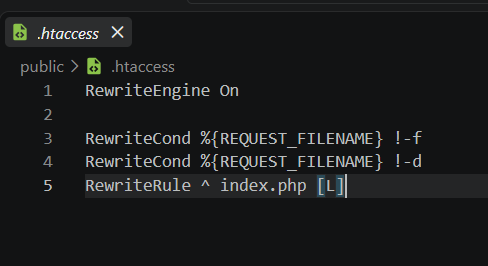 .htaccess
public > .htaccess
1 RewriteEngine On
2
3 RewriteCond %{REQUEST_FILENAME} !-f
4 RewriteCond %{REQUEST_FILENAME} !-d
5 RewriteRule ^ index.php [L]